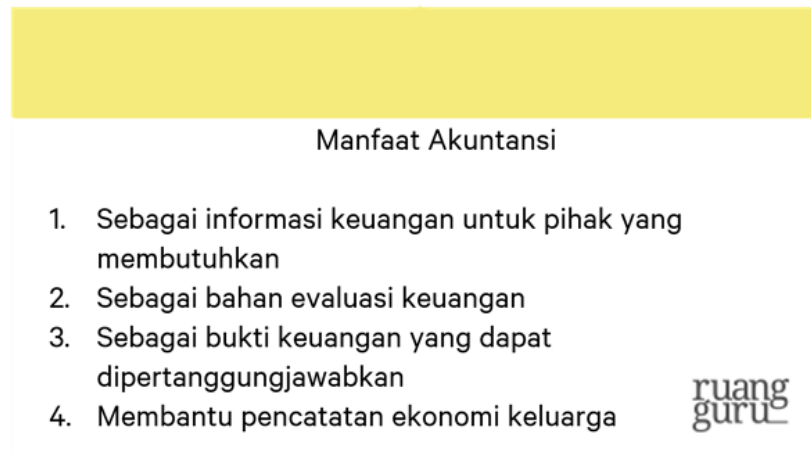 Manfaat Akuntansi
1. Sebagai informasi keuangan untuk pihak yang
membutuhkan
2. Sebagai bahan evaluasi keuangan
3. Sebagai bukti keuangan yang dapat
dipertanggungjawabkan
4. Membantu pencatatan ekonomi keluarga
ruang
guru